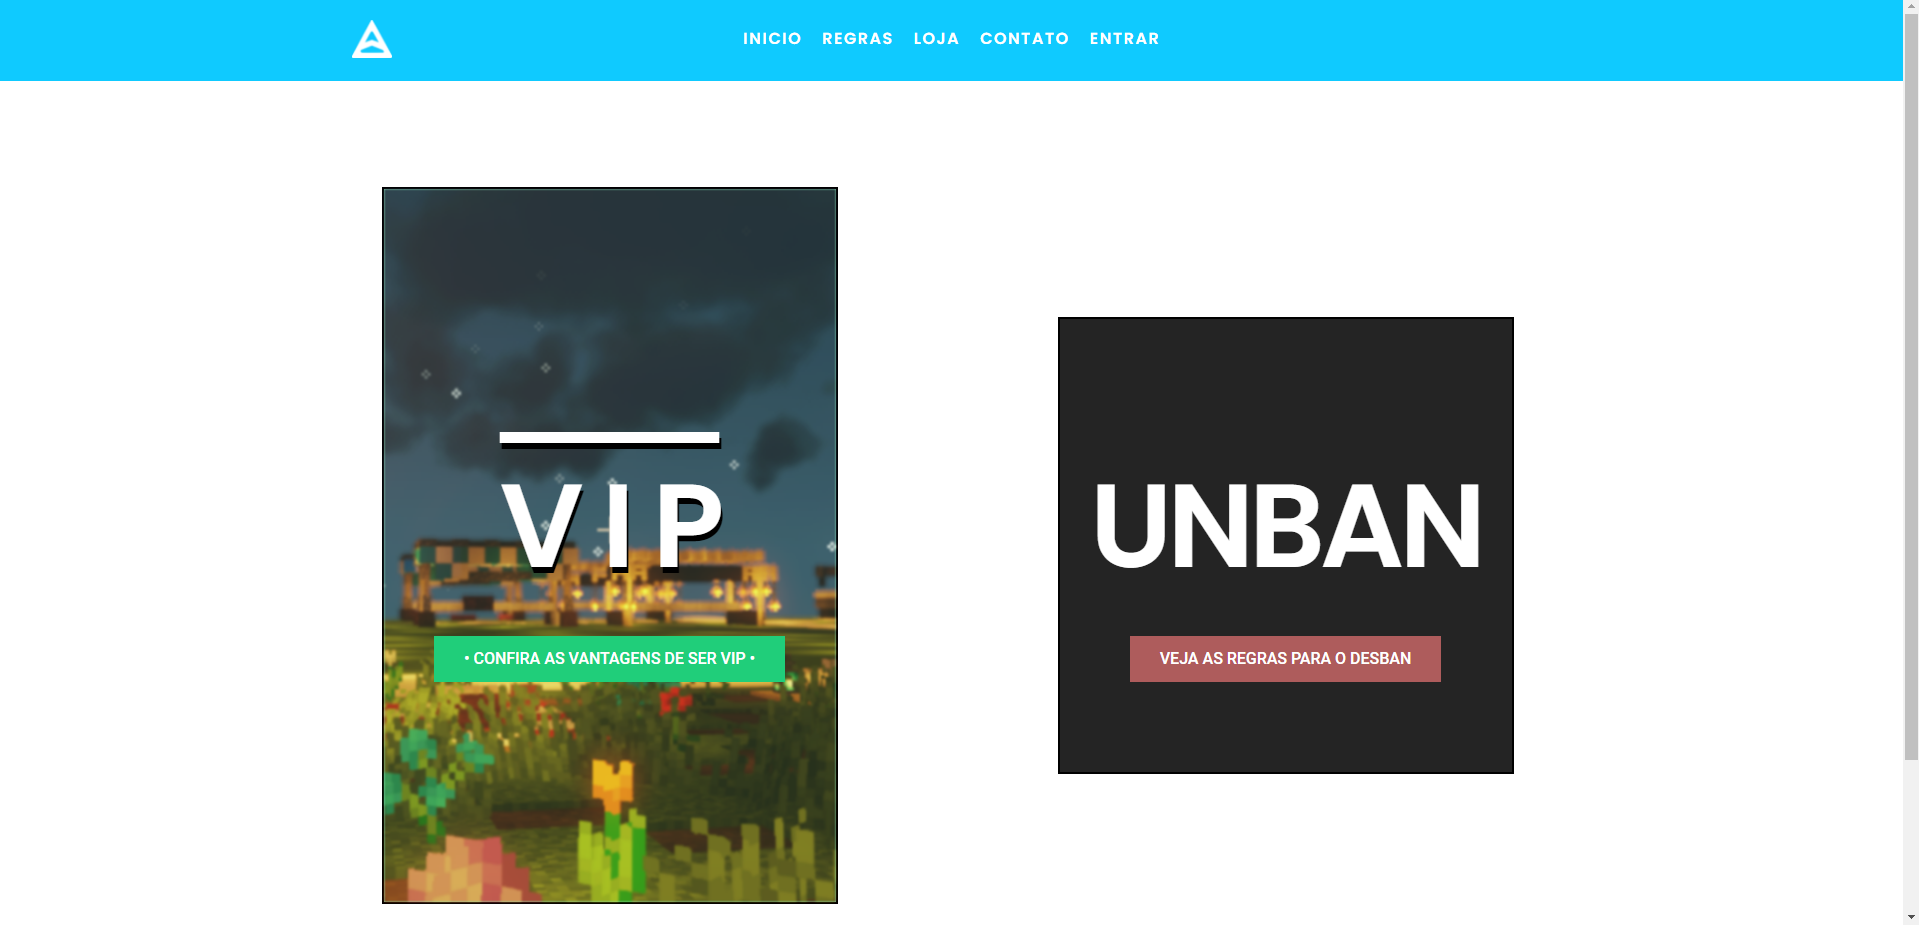 INICIO REGRAS LOJA CONTATO ENTRAR
VIP
• CONFIRA AS VANTAGENS DE SER VIP •
UNBAN
VEJA AS REGRAS PARA O DESBAN